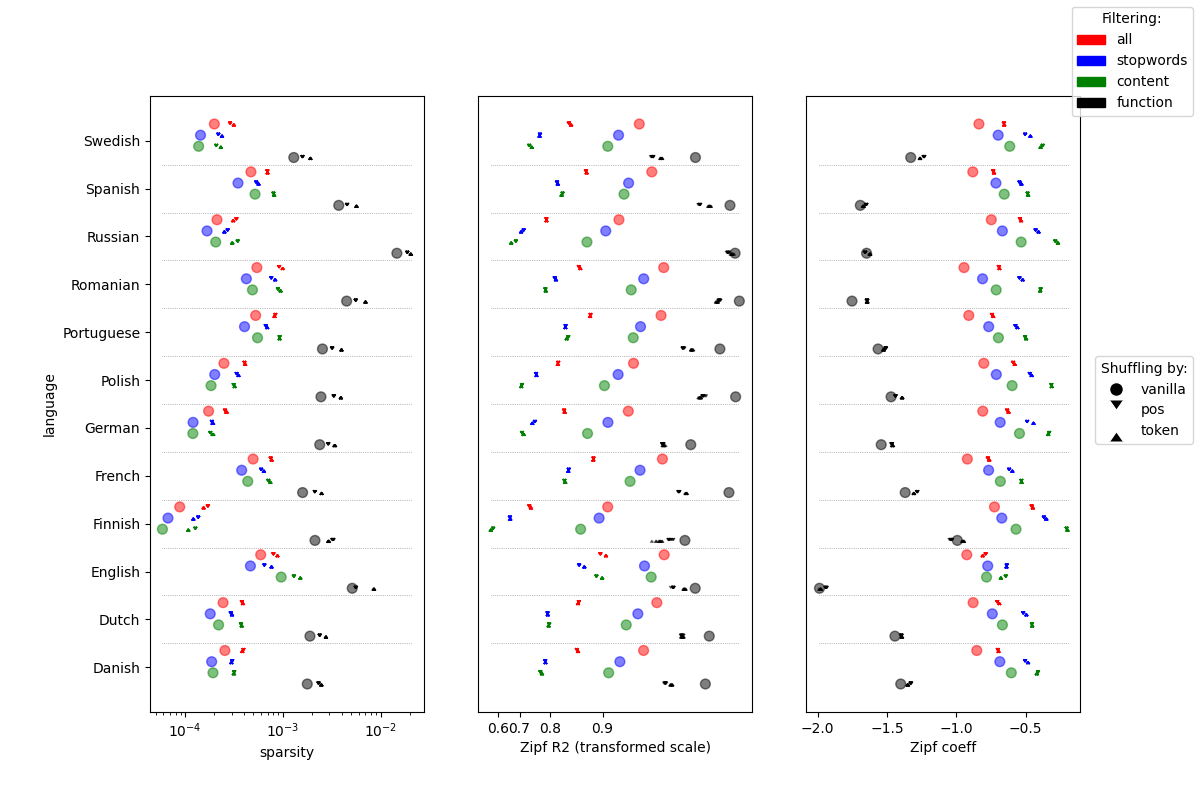 Filtering:
all
stopwords
content
function
Swedish
Spanish
Russian
Romanian
Portuguese
Polish
German
French
Finnish
English
Dutch
Danish
language
Shuffling by:
vanilla
pos
token
10⁻⁴ 10⁻³ 10⁻²
sparsity
0.6 0.7 0.8 0.9
Zipf R2 (transformed scale)
−2.0 −1.5 −1.0 −0.5
Zipf coeff